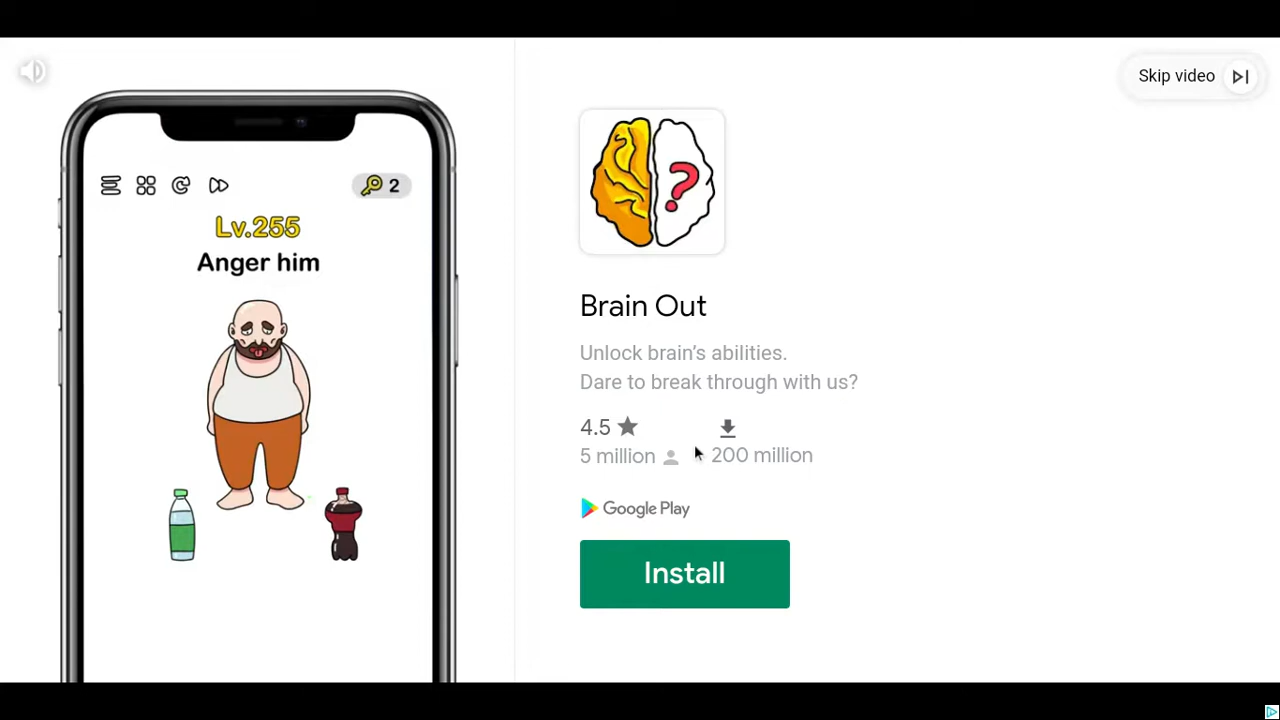 Skip video
2
Lv.255
Anger him
Brain Out
Unlock brain's abilities.
Dare to break through with us?
4.5
5 million
200 million
Google Play
Install